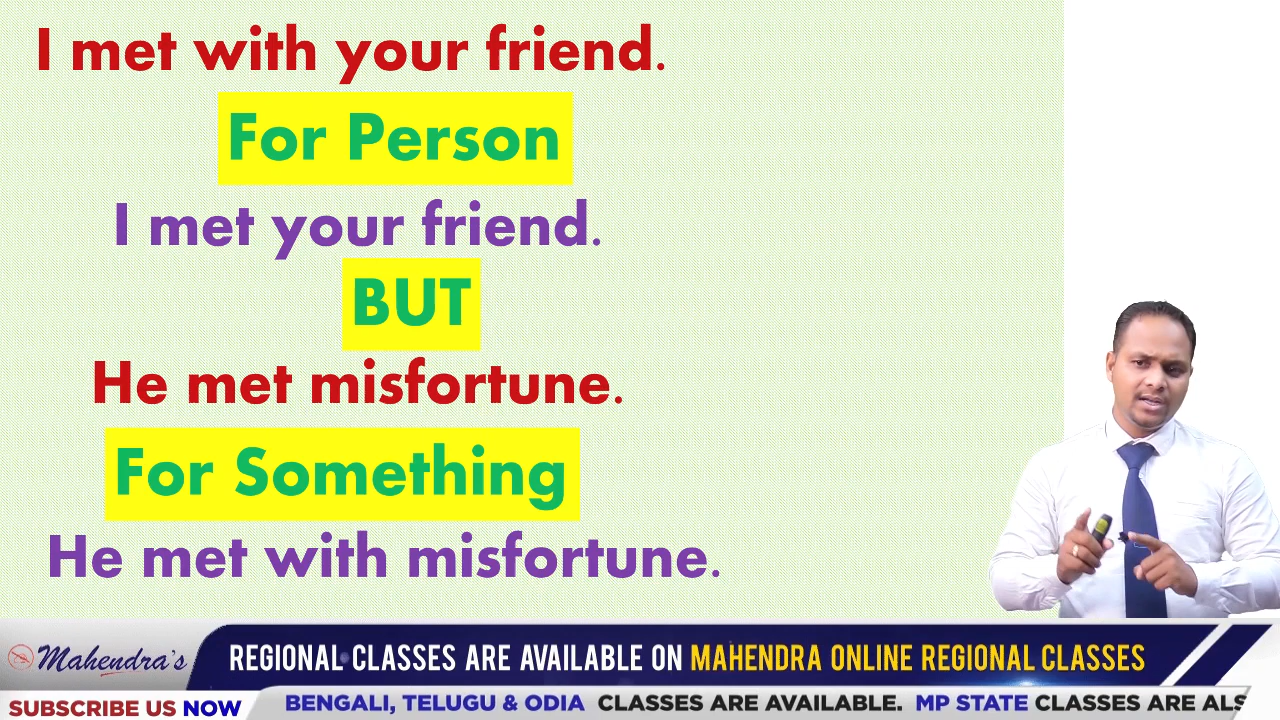 I met with your friend.
For Person
I met your friend.
BUT
He met misfortune.
For Something
He met with misfortune.
Mahendra's
REGIONAL CLASSES ARE AVAILABLE ON MAHENDRA ONLINE REGIONAL CLASSES
SUBSCRIBE US NOW
BENGALI, TELUGU & ODIA CLASSES ARE AVAILABLE. MP STATE CLASSES ARE ALS